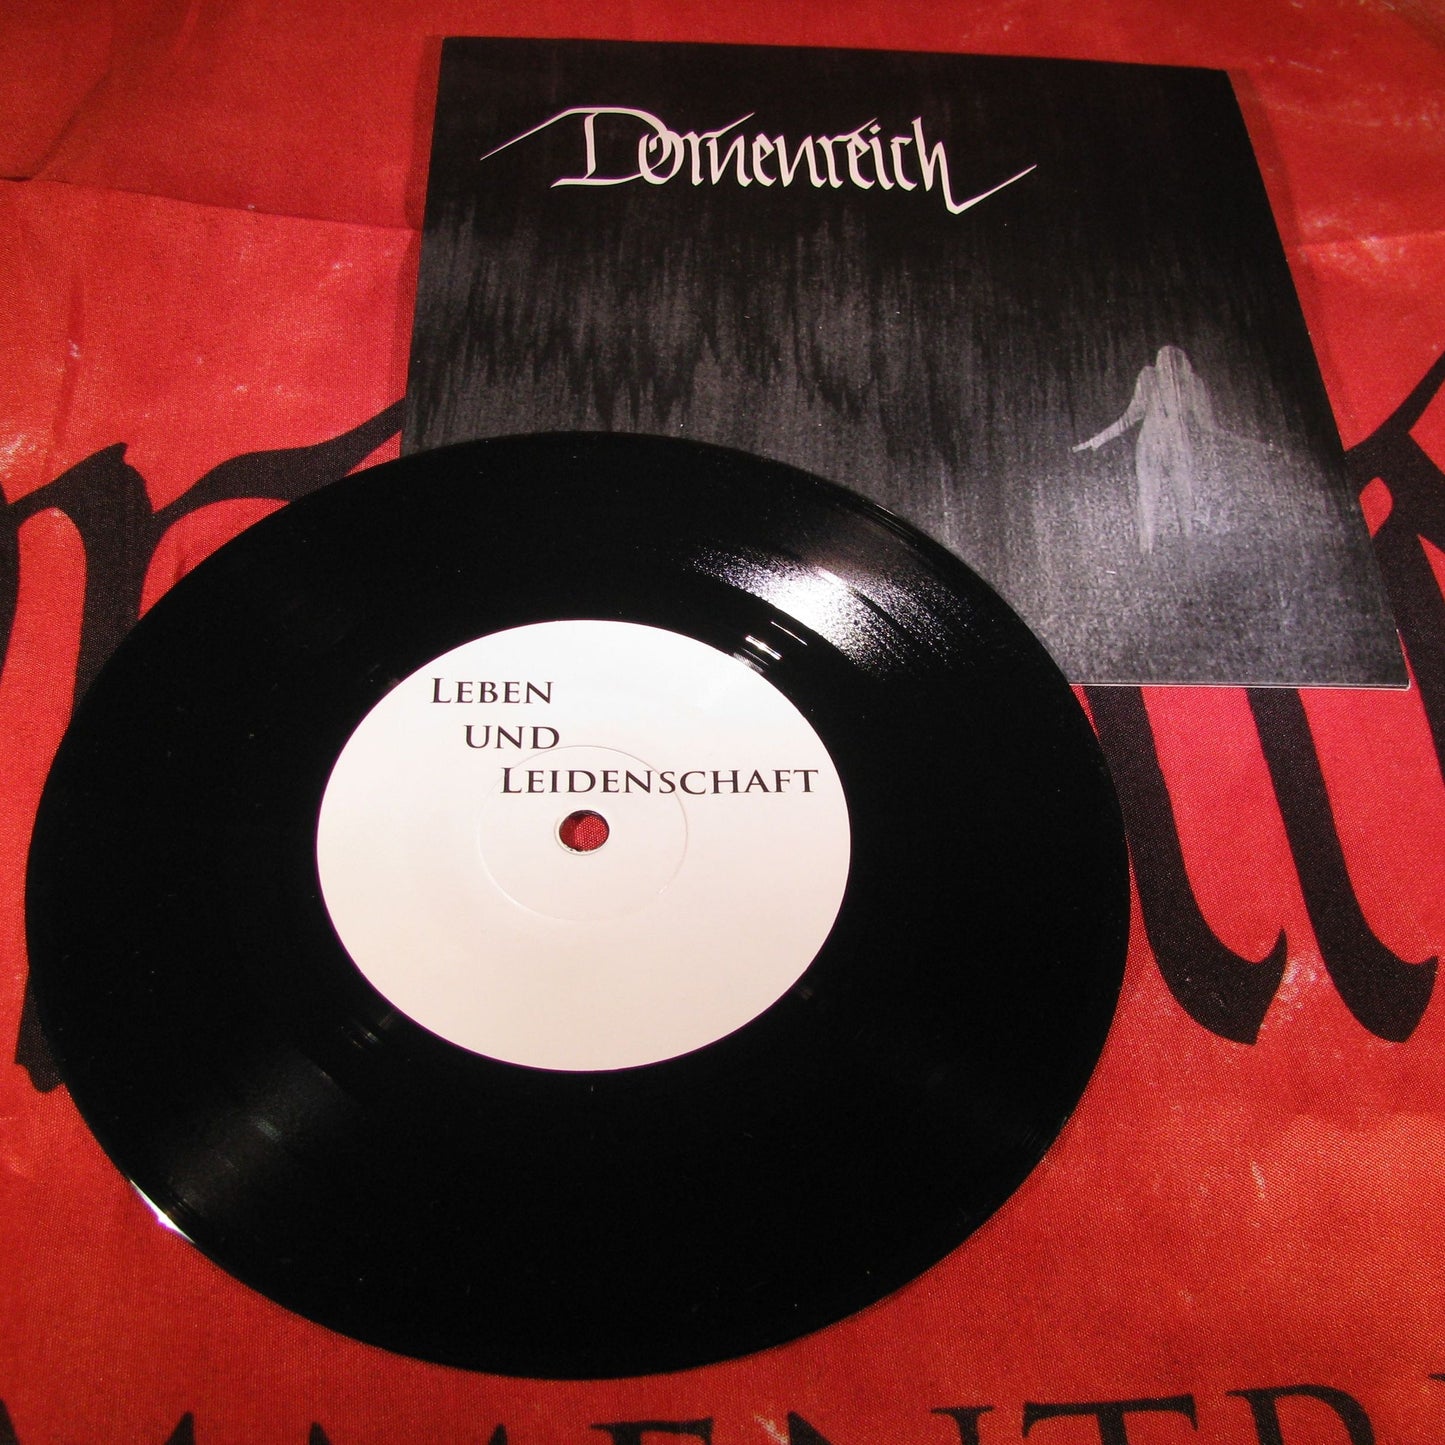 Dornenreich
Leben
und
Leidenschaft